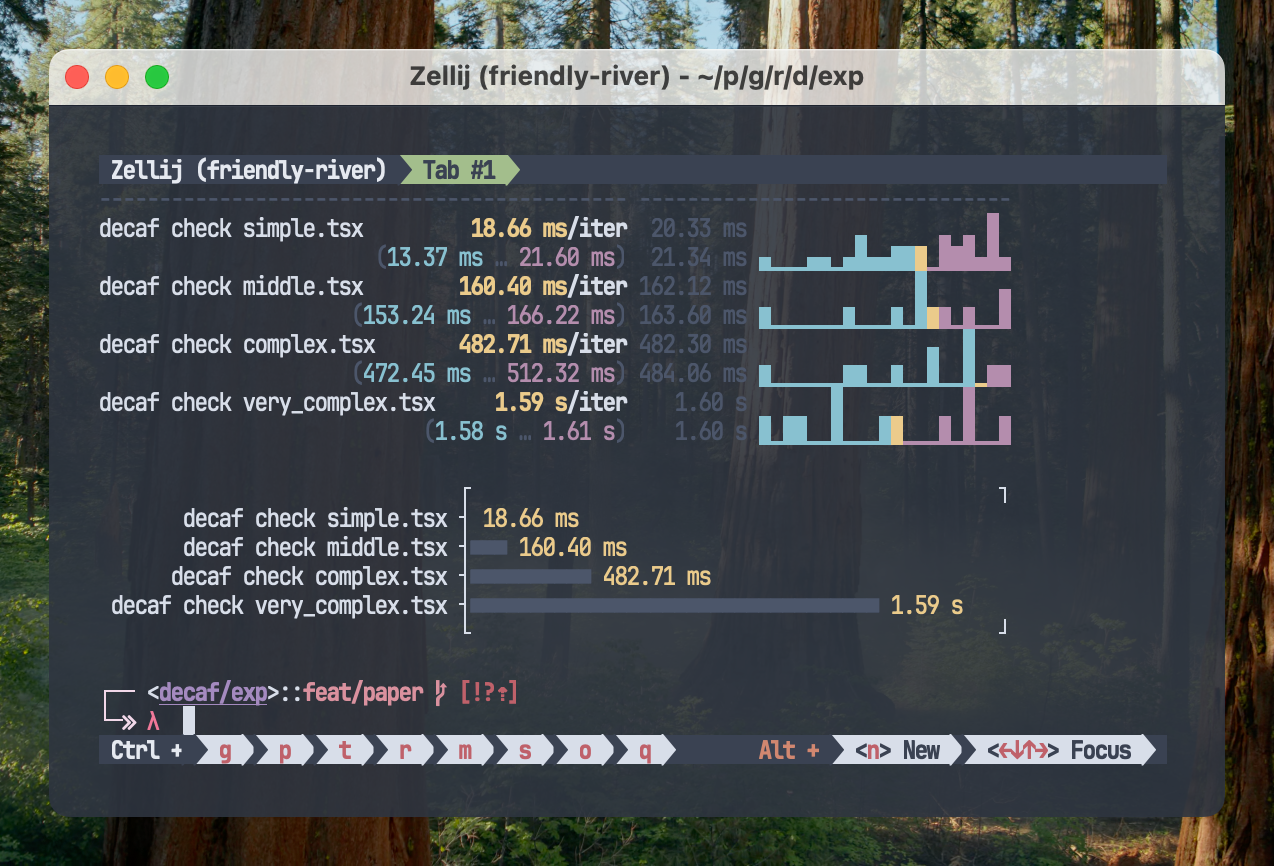 Zellij (friendly-river) - ~/p/g/r/d/exp
Zellij (friendly-river) Tab #1
decaf check simple.tsx 18.66 ms/iter 20.33 ms
(13.37 ms … 21.60 ms) 21.34 ms
decaf check middle.tsx 160.40 ms/iter 162.12 ms
(153.24 ms … 166.22 ms) 163.60 ms
decaf check complex.tsx 482.71 ms/iter 482.30 ms
(472.45 ms … 512.32 ms) 484.06 ms
decaf check very_complex.tsx 1.59 s/iter 1.60 s
(1.58 s … 1.61 s) 1.60 s
decaf check simple.tsx 18.66 ms
decaf check middle.tsx 160.40 ms
decaf check complex.tsx 482.71 ms
decaf check very_complex.tsx 1.59 s
<decaf/exp>::feat/paper [!?⇡]
λ
Ctrl + g p t r m s o q Alt + <n> New <←↓↑→> Focus